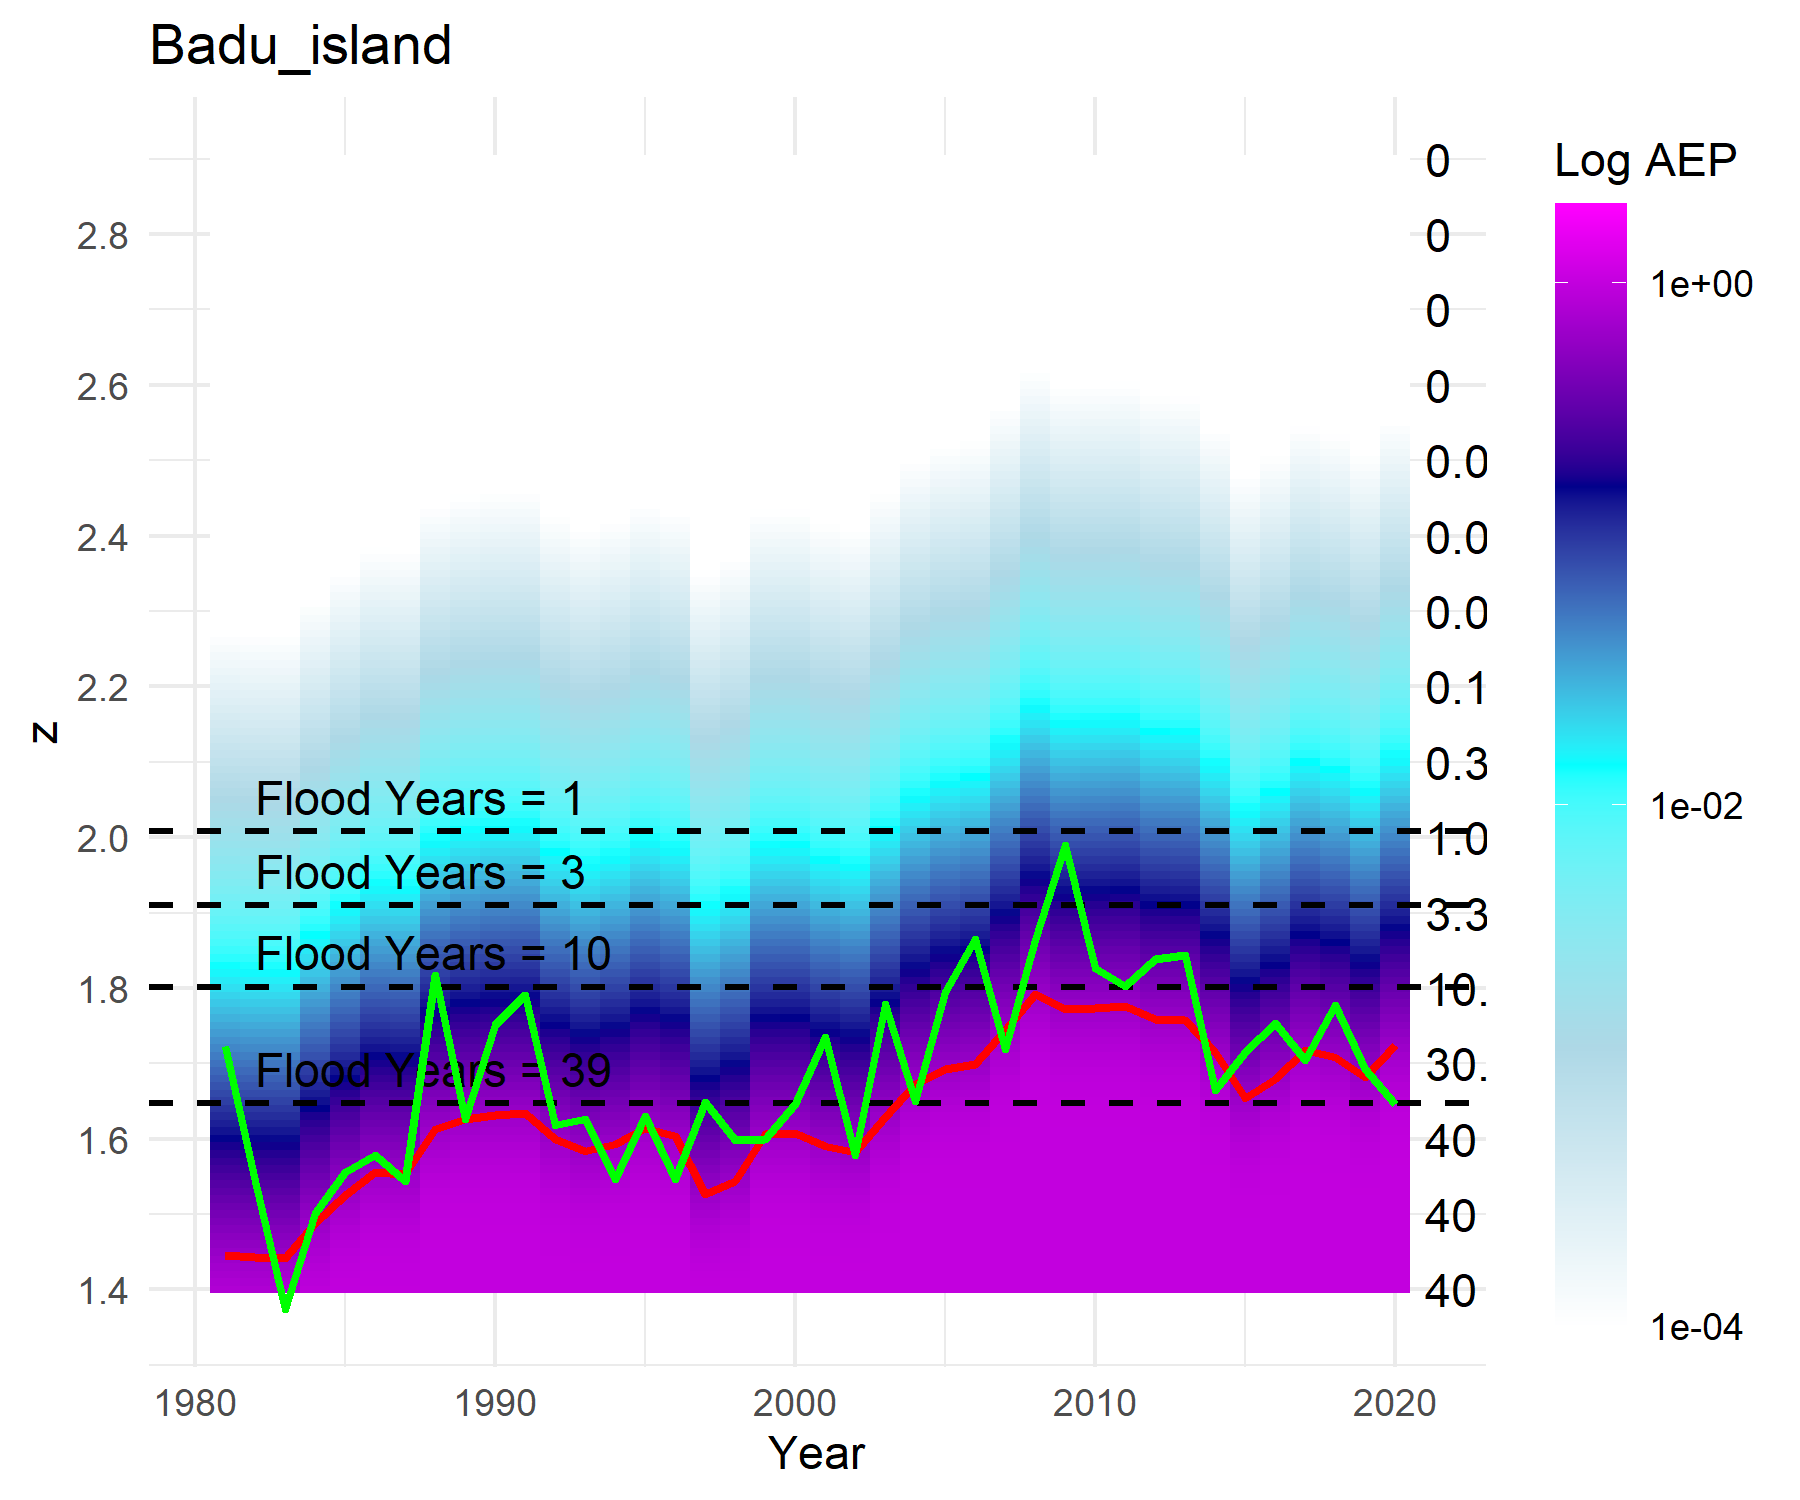 Badu_island
Log AEP
1e+00
1e-02
1e-04
z
2.8
2.6
2.4
2.2
2.0
1.8
1.6
1.4
Flood Years = 1
Flood Years = 3
Flood Years = 10
Flood Years = 39
0
0
0
0
0.0
0.0
0.0
0.1
0.3
1.0
3.3
10.
30.
40
40
40
1980 1990 2000 2010 2020
Year